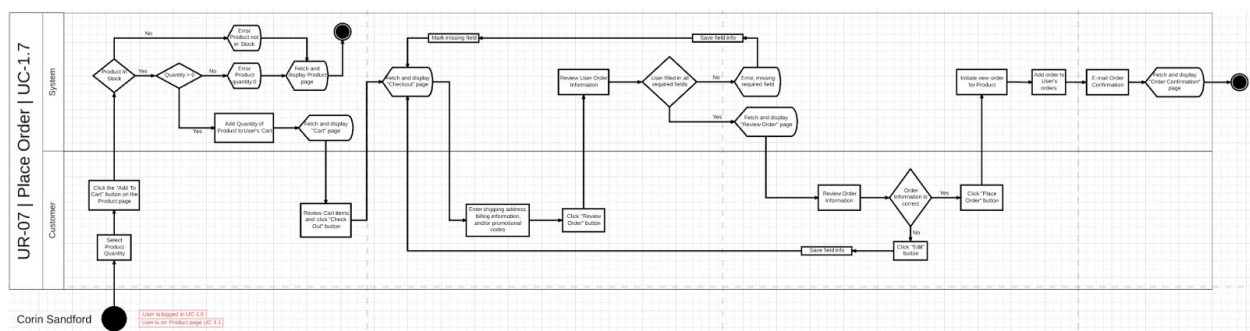 UR-07 | Place Order | UC-1.7
System
Customer
Product In
Stock
No
Yes
Error
Product not
in Stock
Quantity > 0
No
Yes
Error
Product
quantity 0
Fetch and
display Product
page
Add Quantity of
Product to User's Cart
Fetch and display
"Cart" page
Click the "Add To
Cart" button on the
Product page
Select
Product
Quantity
Review Cart items
and click "Check
Out" button
Fetch and display
"Checkout" page
Mark missing field
Save field info
Enter shipping address,
billing information,
and/or promotional
codes
Click "Review
Order" button
Review User Order
Information
User filled in all
required fields
No
Yes
Error, missing
required field
Fetch and display
"Review Order" page
Review Order
Information
Order
Information is
correct
Yes
No
Click "Edit"
button
Save field info
Click "Place
Order" button
Initiate new order
for Product
Add order to
User's
orders
E-mail Order
Confirmation
Fetch and display
"Order Confirmation"
page
Corin Sandford
User is logged in UC 1.6
User is on Product page UC 1.1